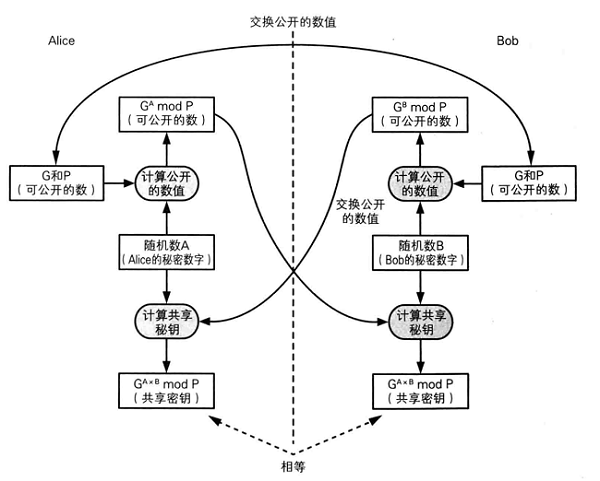 交换公开的数值
Alice
Bob
Gᴬ mod P
（可公开的数）
Gᴮ mod P
（可公开的数）
G和P
（可公开的数）
计算公开
的数值
计算公开
的数值
G和P
（可公开的数）
交换公开
的数值
随机数A
（Alice的秘密数字）
随机数B
（Bob的秘密数字）
计算共享
秘钥
计算共享
秘钥
Gᴬ×ᴮ mod P
（共享密钥）
Gᴬ×ᴮ mod P
（共享密钥）
相等